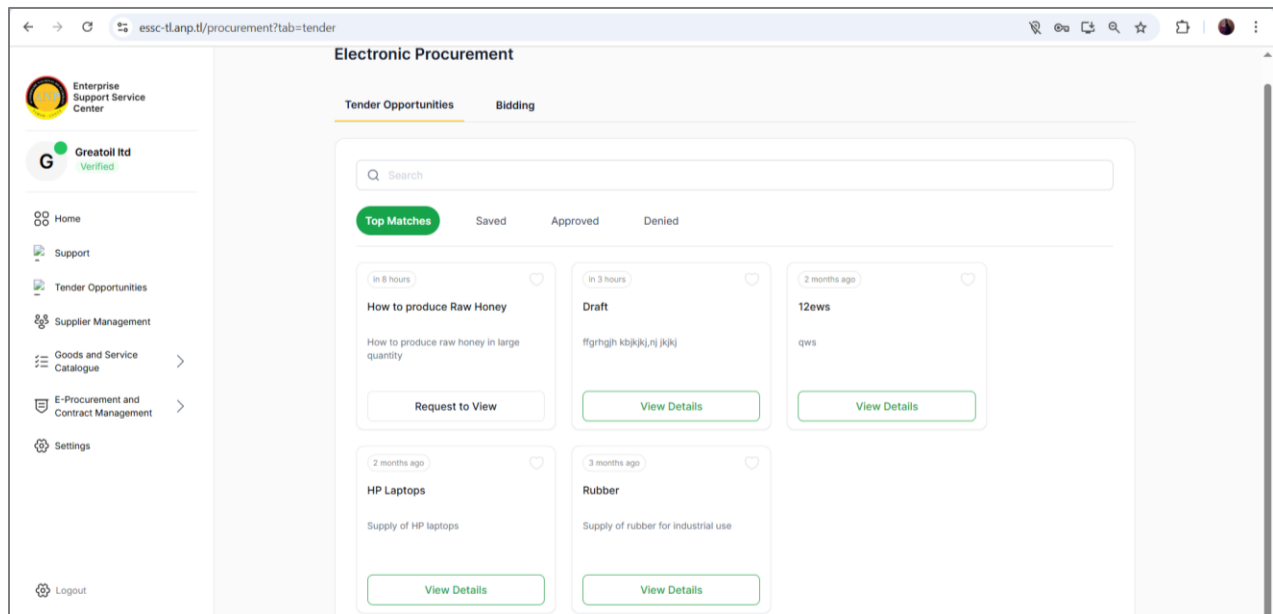 essc-tl.anp.tl/procurement?tab=tender
Enterprise
Support Service
Center
G
Greatoil ltd
Verified
Home
Support
Tender Opportunities
Supplier Management
Goods and Service
Catalogue
E-Procurement and
Contract Management
Settings
Logout
Electronic Procurement
Tender Opportunities Bidding
Search
Top Matches Saved Approved Denied
in 8 hours
How to produce Raw Honey
How to produce raw honey in large
quantity
Request to View
in 3 hours
Draft
ffgrhgjh kbjkjkj,nj jkjkj
View Details
2 months ago
12ews
qws
View Details
2 months ago
HP Laptops
Supply of HP laptops
View Details
3 months ago
Rubber
Supply of rubber for industrial use
View Details